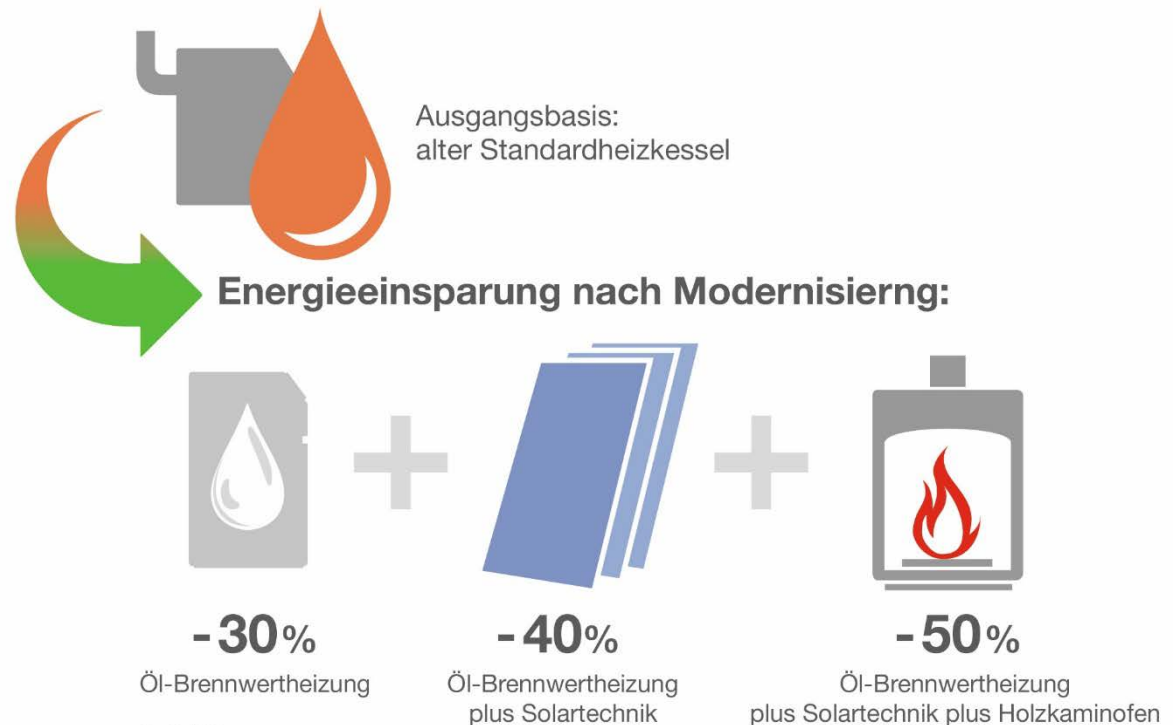 Ausgangsbasis:
alter Standardheizkessel
Energieeinsparung nach Modernisierng:
-30%
Öl-Brennwertheizung
-40%
Öl-Brennwertheizung
plus Solartechnik
-50%
Öl-Brennwertheizung
plus Solartechnik plus Holzkaminofen